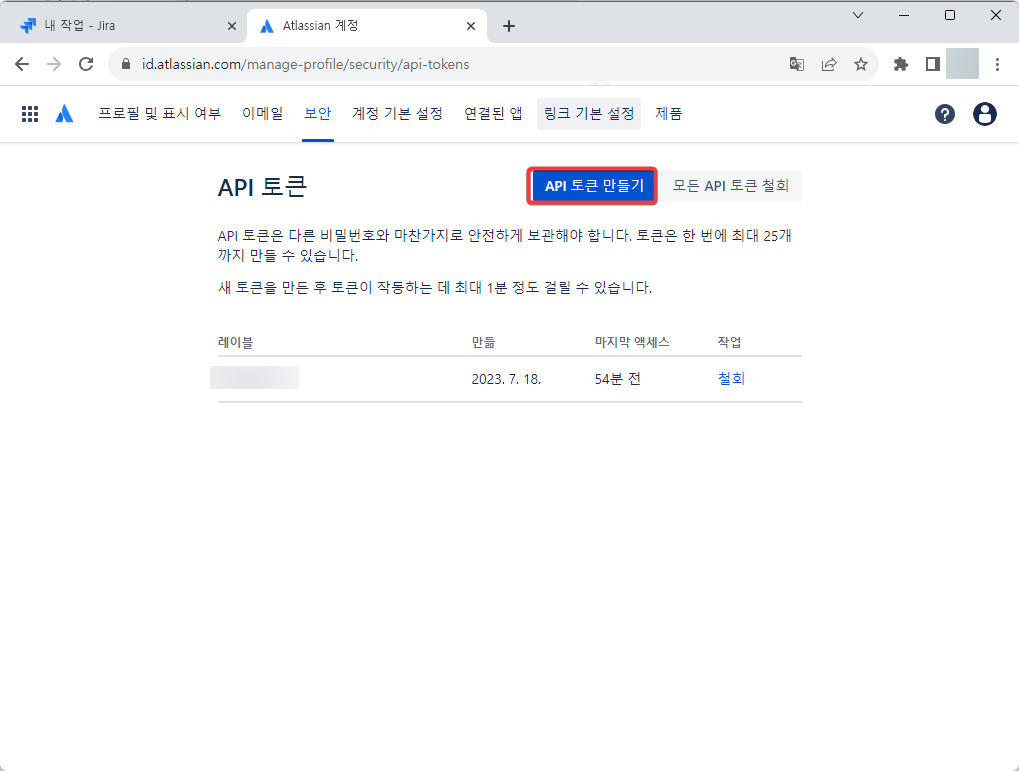 내 작업 - Jira
Atlassian 계정
id.atlassian.com/manage-profile/security/api-tokens
프로필 및 표시 여부 이메일 보안 계정 기본 설정 연결된 앱 링크 기본 설정 제품
API 토큰
API 토큰 만들기
모든 API 토큰 철회
API 토큰은 다른 비밀번호와 마찬가지로 안전하게 보관해야 합니다. 토큰은 한 번에 최대 25개
까지 만들 수 있습니다.
새 토큰을 만든 후 토큰이 작동하는 데 최대 1분 정도 걸릴 수 있습니다.
레이블 만듦 마지막 액세스 작업
2023. 7. 18. 54분 전 철회